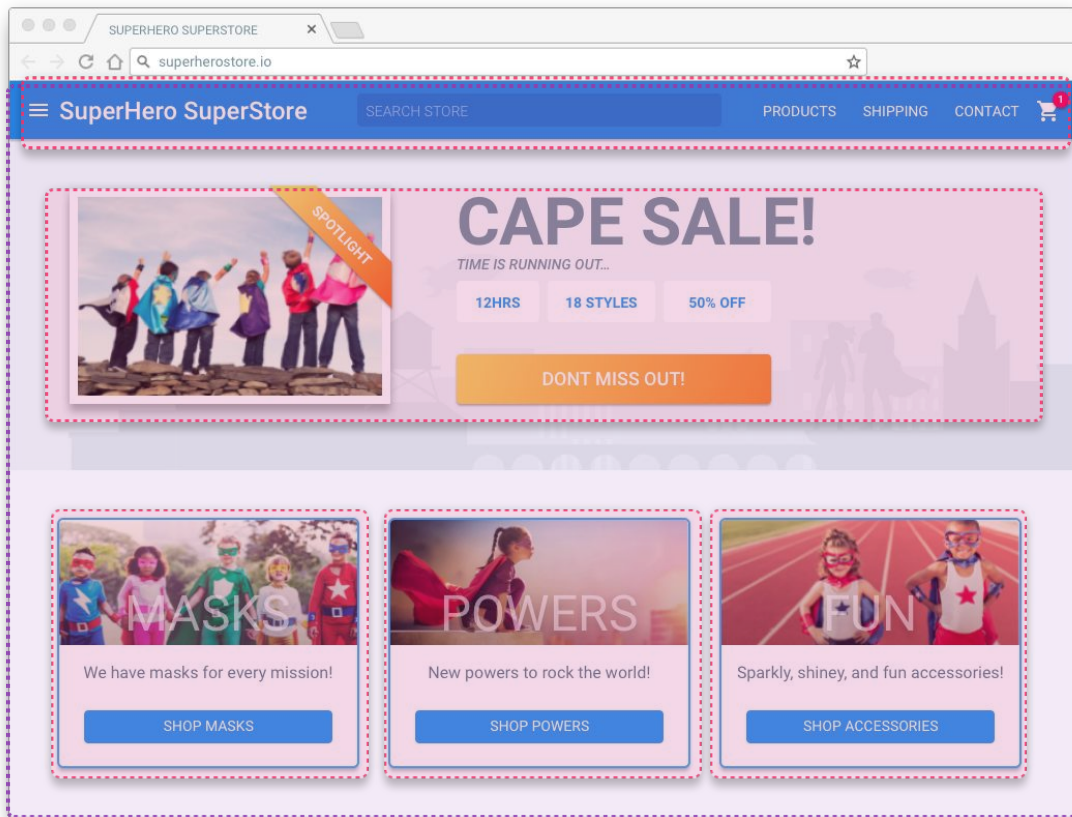 SUPERHERO SUPERSTORE
superherostore.io
SuperHero SuperStore SEARCH STORE PRODUCTS SHIPPING CONTACT 1
SPOTLIGHT
CAPE SALE!
TIME IS RUNNING OUT...
12HRS 18 STYLES 50% OFF
DONT MISS OUT!
MASKS
We have masks for every mission!
SHOP MASKS
POWERS
New powers to rock the world!
SHOP POWERS
FUN
Sparkly, shiney, and fun accessories!
SHOP ACCESSORIES